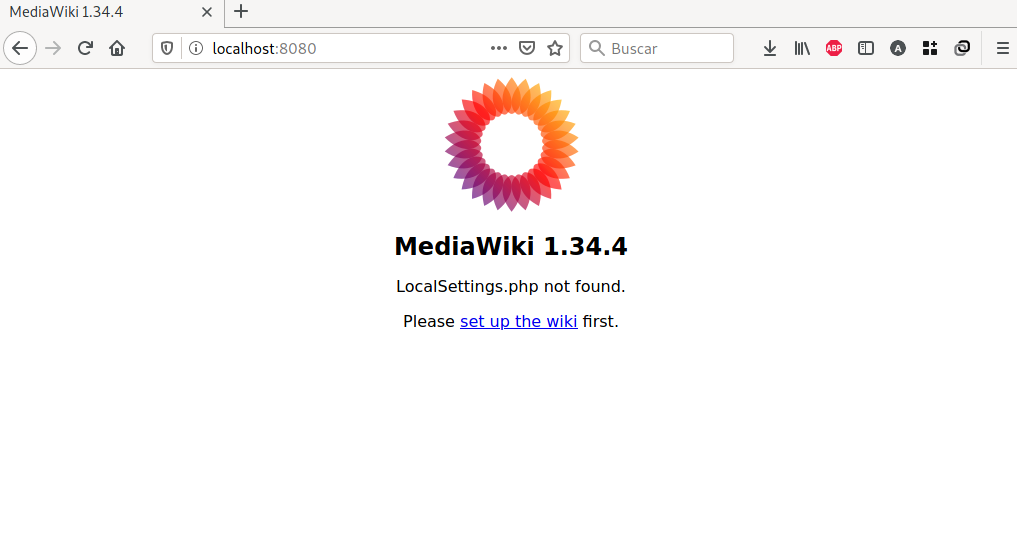 MediaWiki 1.34.4
localhost:8080
Buscar
ABP
A
MediaWiki 1.34.4
LocalSettings.php not found.
Please set up the wiki first.